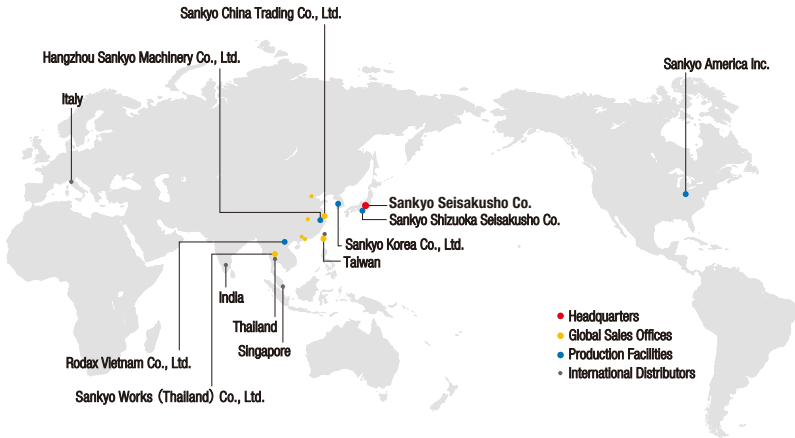 Sankyo China Trading Co., Ltd.
Hangzhou Sankyo Machinery Co., Ltd.
Sankyo America Inc.
Italy
Sankyo Seisakusho Co.
Sankyo Shizuoka Seisakusho Co.
Sankyo Korea Co., Ltd.
Taiwan
India
Thailand
Singapore
Rodax Vietnam Co., Ltd.
Sankyo Works (Thailand) Co., Ltd.
Headquarters
Global Sales Offices
Production Facilities
International Distributors